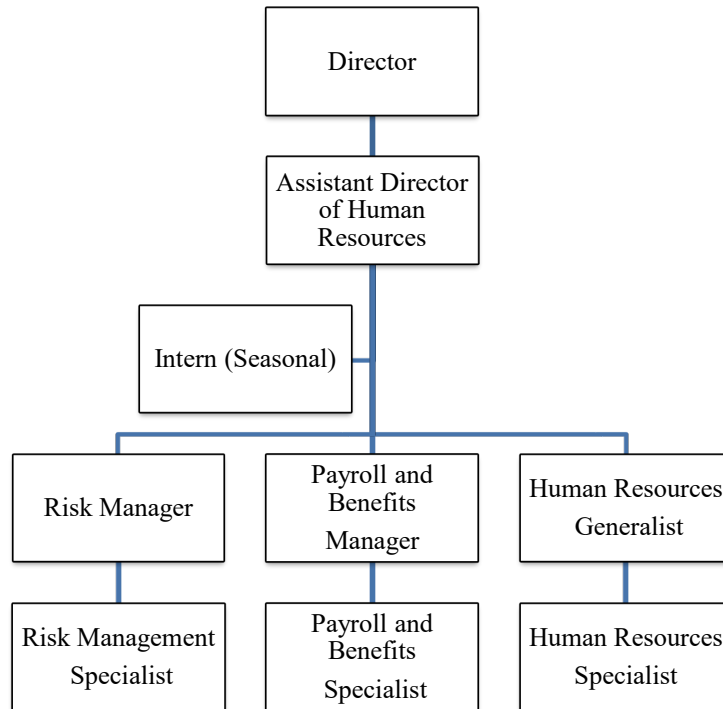 Director
Assistant Director
of Human
Resources
Intern (Seasonal)
Risk Manager
Payroll and
Benefits
Manager
Human Resources
Generalist
Risk Management
Specialist
Payroll and
Benefits
Specialist
Human Resources
Specialist